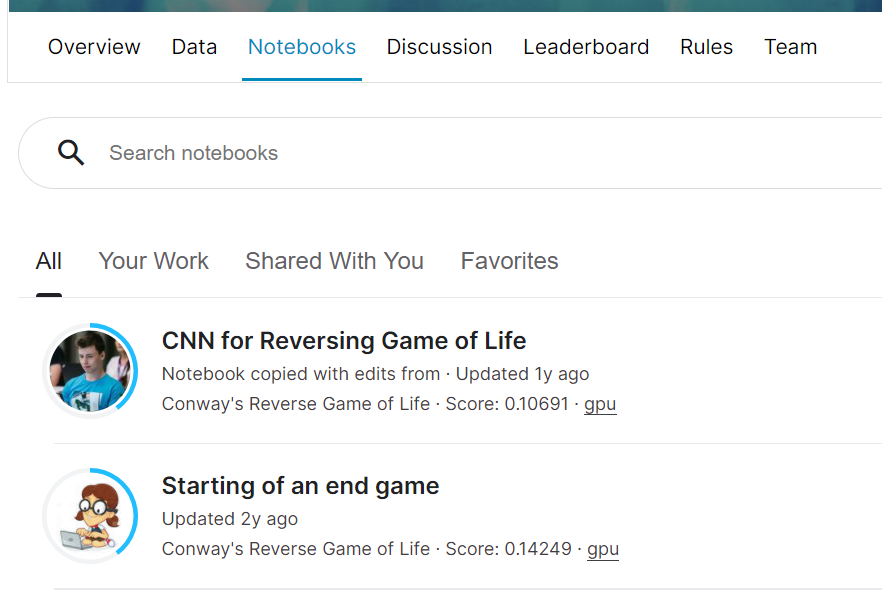 Overview Data Notebooks Discussion Leaderboard Rules Team
Search notebooks
All Your Work Shared With You Favorites
CNN for Reversing Game of Life
Notebook copied with edits from · Updated 1y ago
Conway's Reverse Game of Life · Score: 0.10691 · gpu
Starting of an end game
Updated 2y ago
Conway's Reverse Game of Life · Score: 0.14249 · gpu